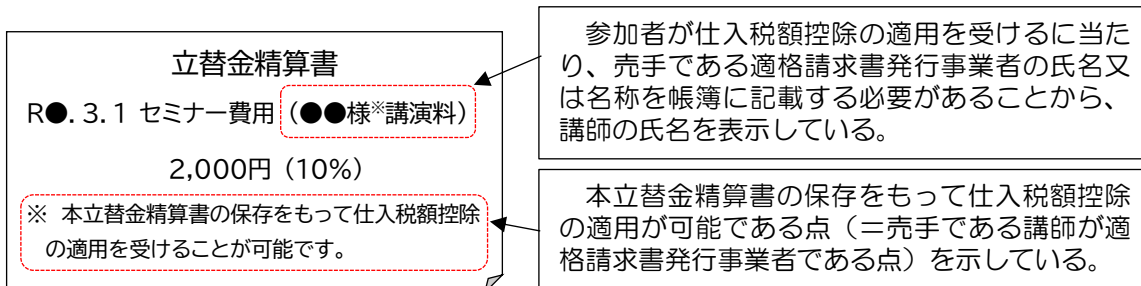 立替金精算書
R●.3.1 セミナー費用（●●様※講演料）
2,000円（10%）
※ 本立替金精算書の保存をもって仕入税額控除
の適用を受けることが可能です。
参加者が仕入税額控除の適用を受けるに当た
り、売手である適格請求書発行事業者の氏名又
は名称を帳簿に記載する必要があることから、
講師の氏名を表示している。
本立替金精算書の保存をもって仕入税額控除
の適用が可能である点（＝売手である講師が適
格請求書発行事業者である点）を示している。